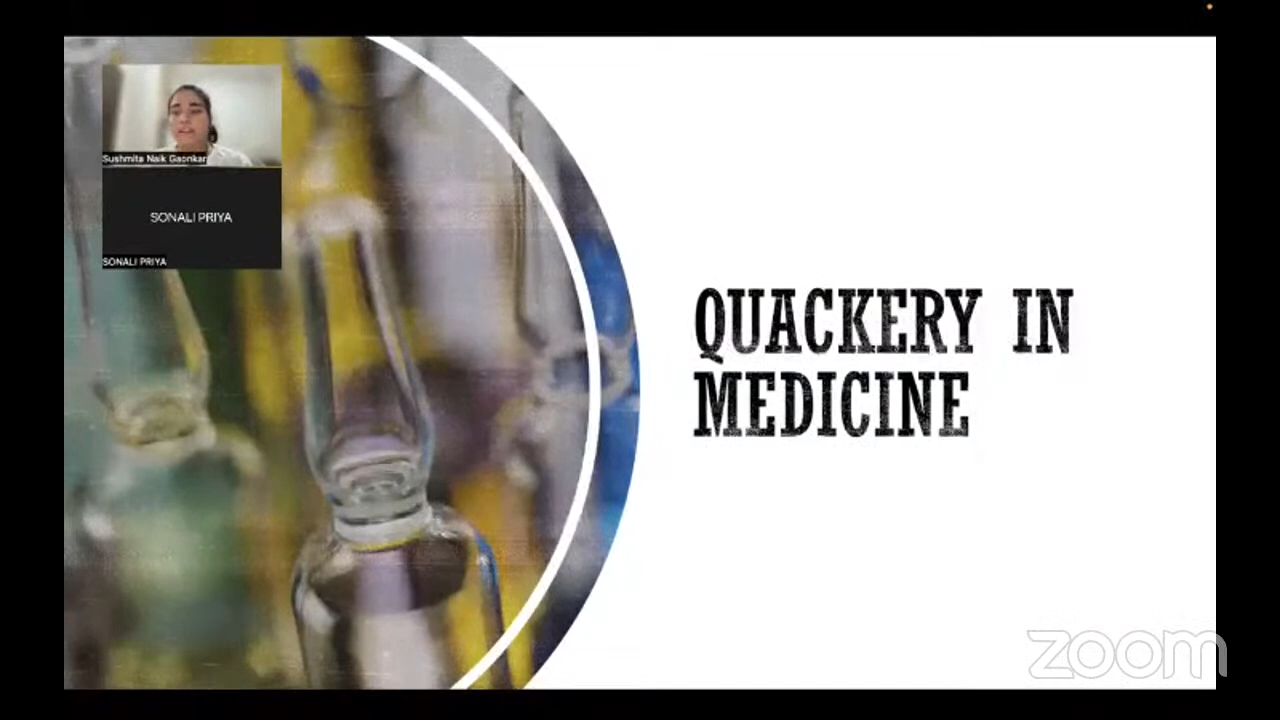 Sushmita Naik Gaonkar
SONALI PRIYA
SONALI PRIYA
QUACKERY IN
MEDICINE
zoom